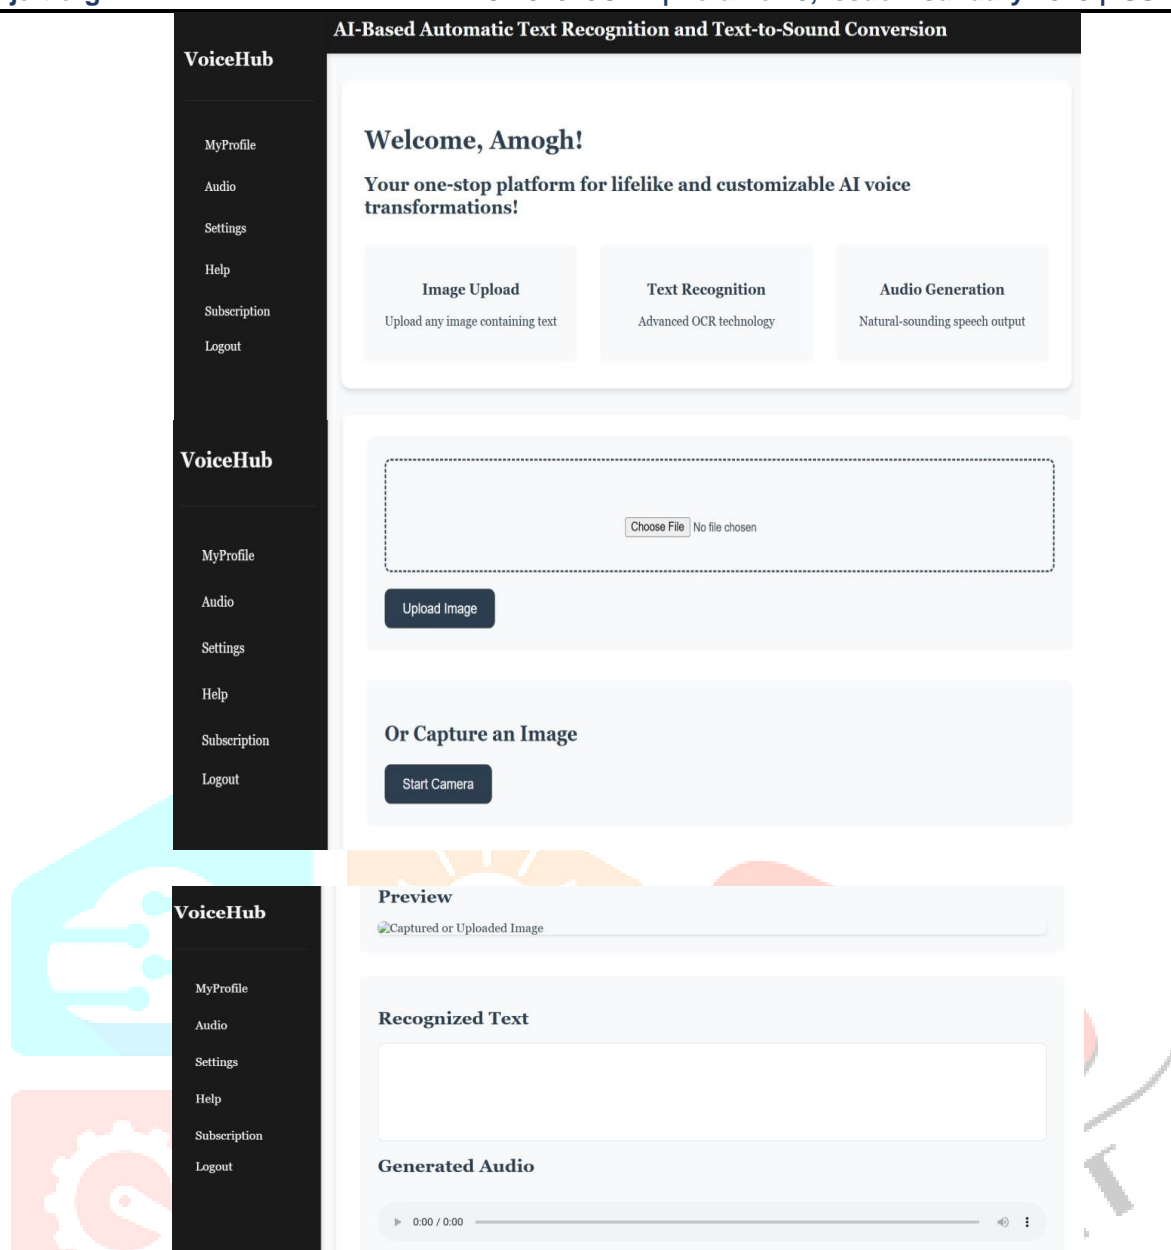 AI-Based Automatic Text Recognition and Text-to-Sound Conversion
VoiceHub
MyProfile
Audio
Settings
Help
Subscription
Logout
Welcome, Amogh!
Your one-stop platform for lifelike and customizable AI voice
transformations!
Image Upload
Upload any image containing text
Text Recognition
Advanced OCR technology
Audio Generation
Natural-sounding speech output
VoiceHub
MyProfile
Audio
Settings
Help
Subscription
Logout
Choose File No file chosen
Upload Image
Or Capture an Image
Start Camera
VoiceHub
MyProfile
Audio
Settings
Help
Subscription
Logout
Preview
Captured or Uploaded Image
Recognized Text
Generated Audio
0:00 / 0:00